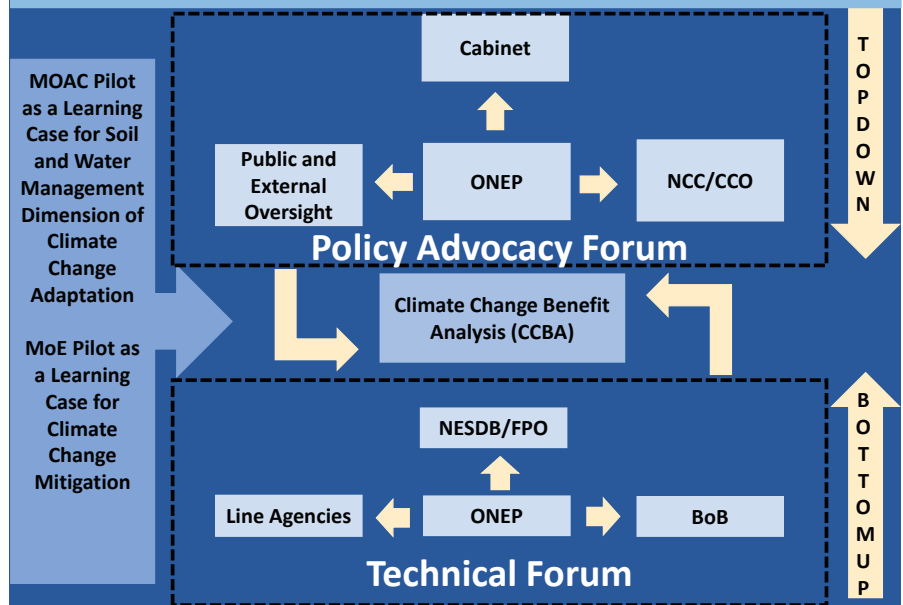 MOAC Pilot
as a Learning
Case for Soil
and Water
Management
Dimension of
Climate
Change
Adaptation
MoE Pilot as
a Learning
Case for
Climate
Change
Mitigation
Cabinet
Public and
External
Oversight
ONEP
NCC/CCO
Policy Advocacy Forum
Climate Change Benefit
Analysis (CCBA)
NESDB/FPO
Line Agencies
ONEP
BoB
Technical Forum
T
O
P
D
O
W
N
B
O
T
T
O
M
U
P